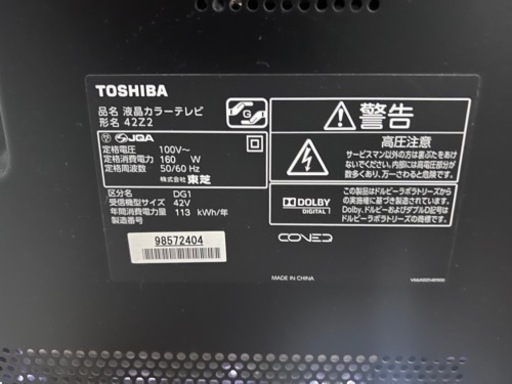 TOSHIBA
品名 液晶カラーテレビ
形名 42Z2
G
JQA
定格電圧 100V～
定格消費電力 160 W
定格周波数 50/60 Hz
株式会社 東芝
区分名 DG1
受信機型サイズ 42V
年間消費電力量 113 kWh/年
製造番号
98572404
警告
高圧注意
サービスマン以外の方は裏ぶたをあけ
ないでください。内部には高電圧部分が
数多くあり、万一さわると危険です。
DOLBY
DIGITAL
この製品はドルビーラボラトリーズから
の実施権に基づき製造されています。
Dolby、ドルビーおよびダブルD記号は
ドルビーラボラトリーズの商標です。
CONED
MADE IN CHINA